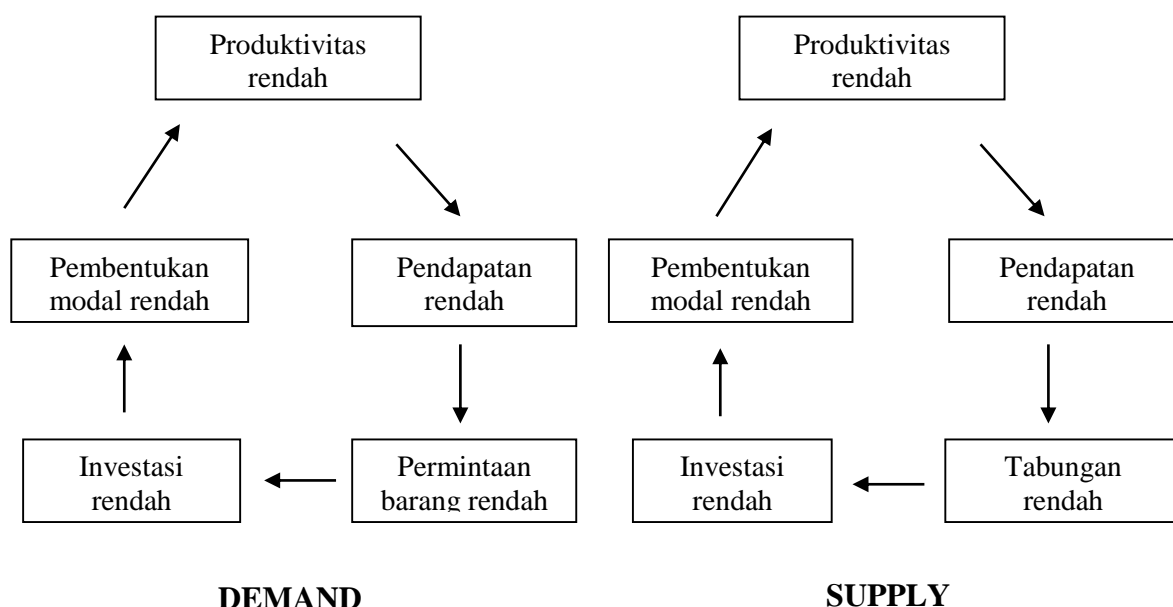 Produktivitas
rendah
Pendapatan
rendah
Permintaan
barang rendah
Investasi
rendah
Pembentukan
modal rendah
DEMAND
Produktivitas
rendah
Pendapatan
rendah
Tabungan
rendah
Investasi
rendah
Pembentukan
modal rendah
SUPPLY